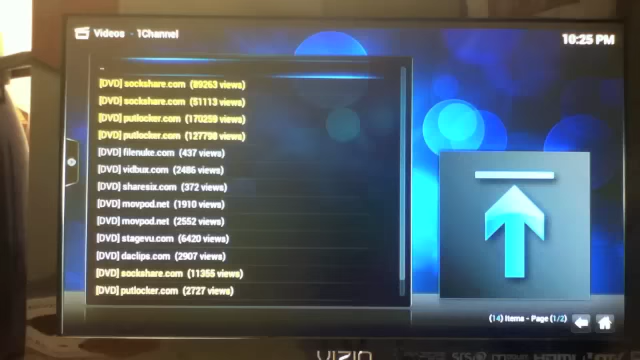 Videos - 1Channel
10:25 PM
..
[DVD] sockshare.com (89263 views)
[DVD] sockshare.com (51113 views)
[DVD] putlocker.com (170259 views)
[DVD] putlocker.com (127798 views)
[DVD] filenuke.com (437 views)
[DVD] vidbux.com (2486 views)
[DVD] sharesix.com (372 views)
[DVD] movpod.net (1910 views)
[DVD] movpod.net (2552 views)
[DVD] stagevu.com (6420 views)
[DVD] daclips.com (2907 views)
[DVD] sockshare.com (11355 views)
[DVD] putlocker.com (2727 views)
(14) Items - Page (1/2)
VIZIO